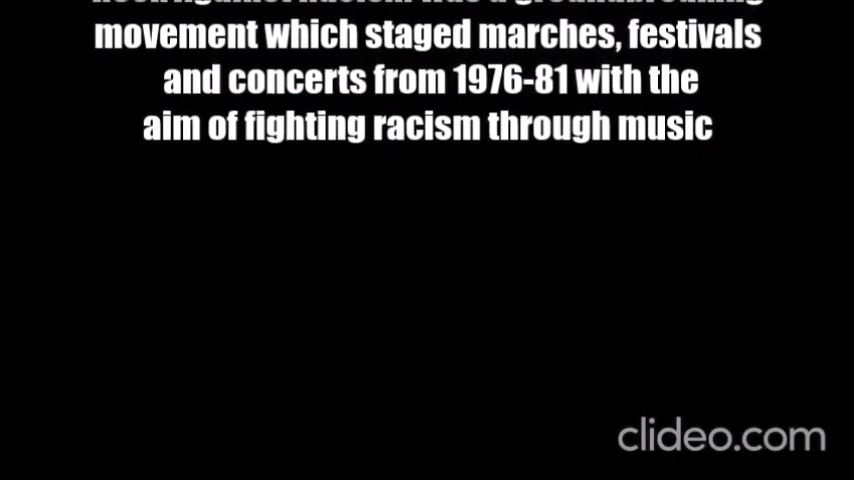 movement which staged marches, festivals
and concerts from 1976-81 with the
aim of fighting racism through music
clideo.com